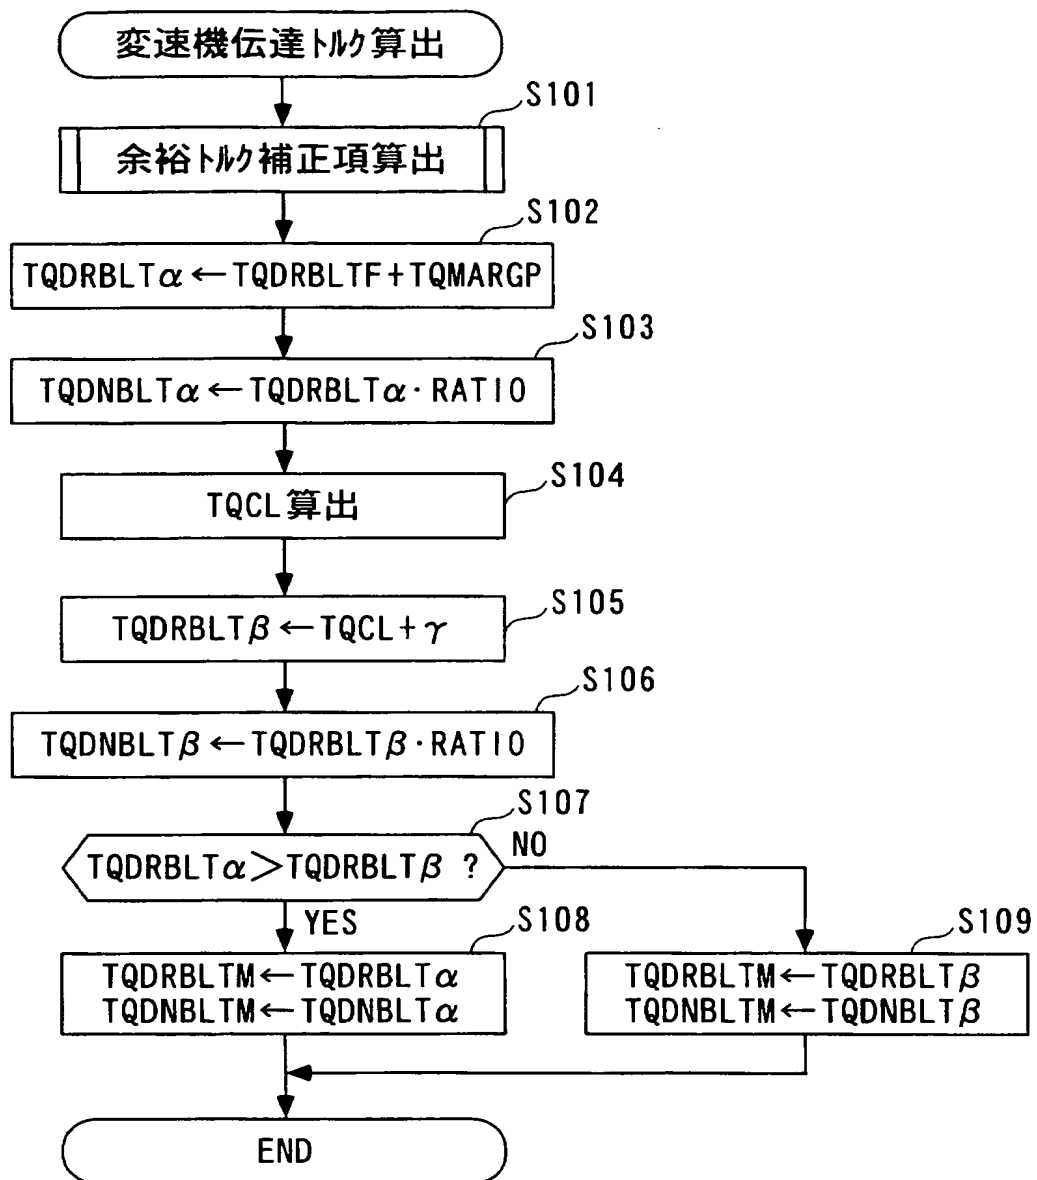 変速機伝達ﾄﾙｸ算出
S101
余裕ﾄﾙｸ補正項算出
S102
TQDRBLTα←TQDRBLTF+TQMARGP
S103
TQDNBLTα←TQDRBLTα·RATIO
S104
TQCL算出
S105
TQDRBLTβ←TQCL+γ
S106
TQDNBLTβ←TQDRBLTβ·RATIO
S107
TQDRBLTα>TQDRBLTβ ?
NO
YES
S108
TQDRBLTM←TQDRBLTα
TQDNBLTM←TQDNBLTα
S109
TQDRBLTM←TQDRBLTβ
TQDNBLTM←TQDNBLTβ
END